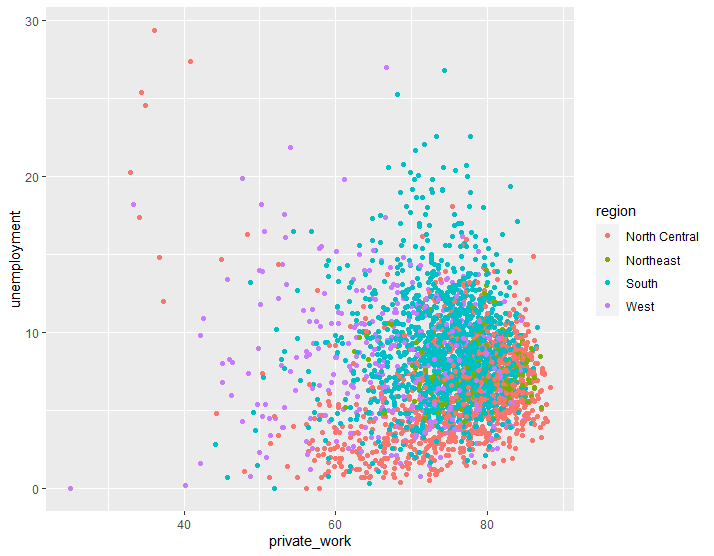 30
20
10
0
unemployment
40
60
80
private_work
region
North Central
Northeast
South
West